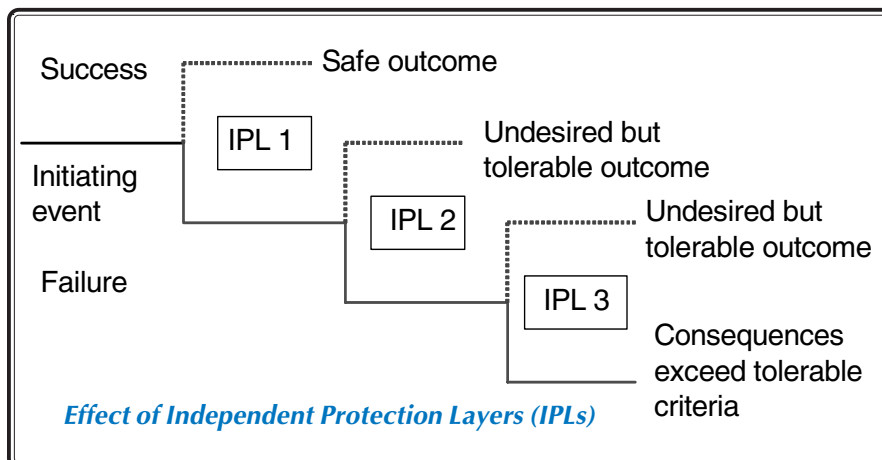 Success
Safe outcome
IPL 1
Undesired but
tolerable outcome
Initiating
event
IPL 2
Undesired but
tolerable outcome
Failure
IPL 3
Consequences
exceed tolerable
criteria
Effect of Independent Protection Layers (IPLs)